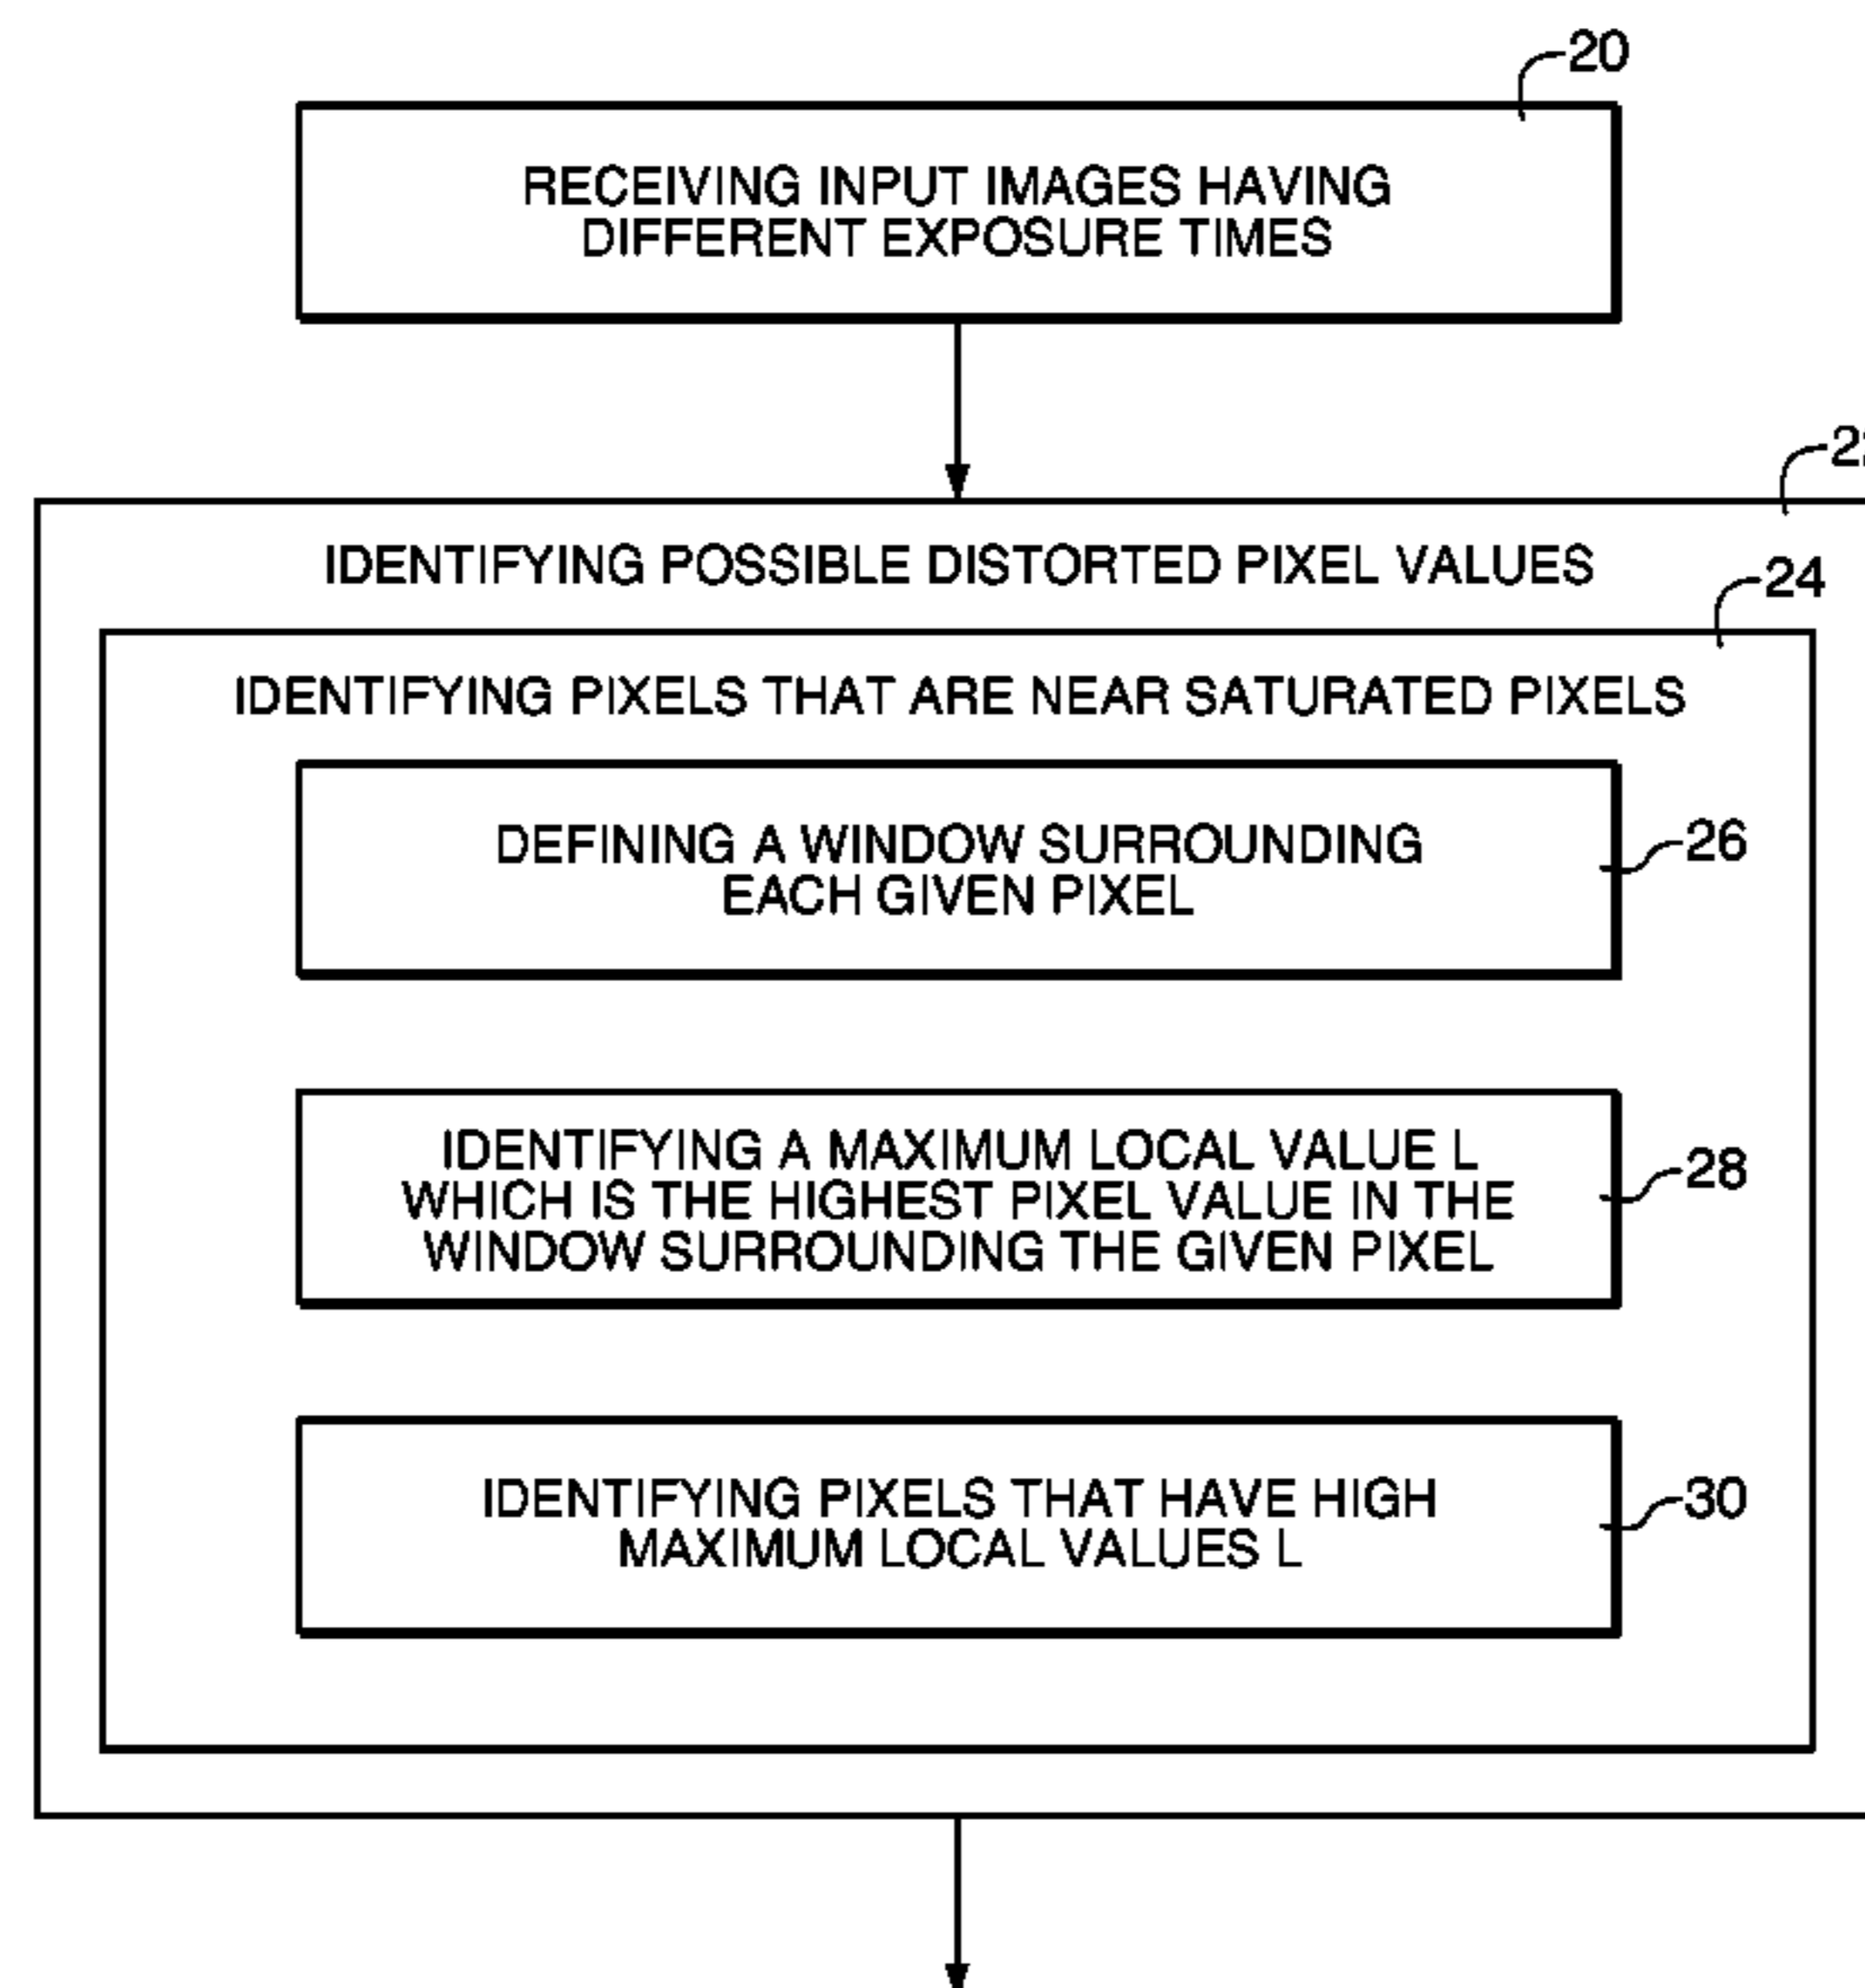 20
RECEIVING INPUT IMAGES HAVING
DIFFERENT EXPOSURE TIMES
IDENTIFYING POSSIBLE DISTORTED PIXEL VALUES
24
IDENTIFYING PIXELS THAT ARE NEAR SATURATED PIXELS
DEFINING A WINDOW SURROUNDING
EACH GIVEN PIXEL
26
IDENTIFYING A MAXIMUM LOCAL VALUE L
WHICH IS THE HIGHEST PIXEL VALUE IN THE
WINDOW SURROUNDING THE GIVEN PIXEL
28
IDENTIFYING PIXELS THAT HAVE HIGH
MAXIMUM LOCAL VALUES L
30